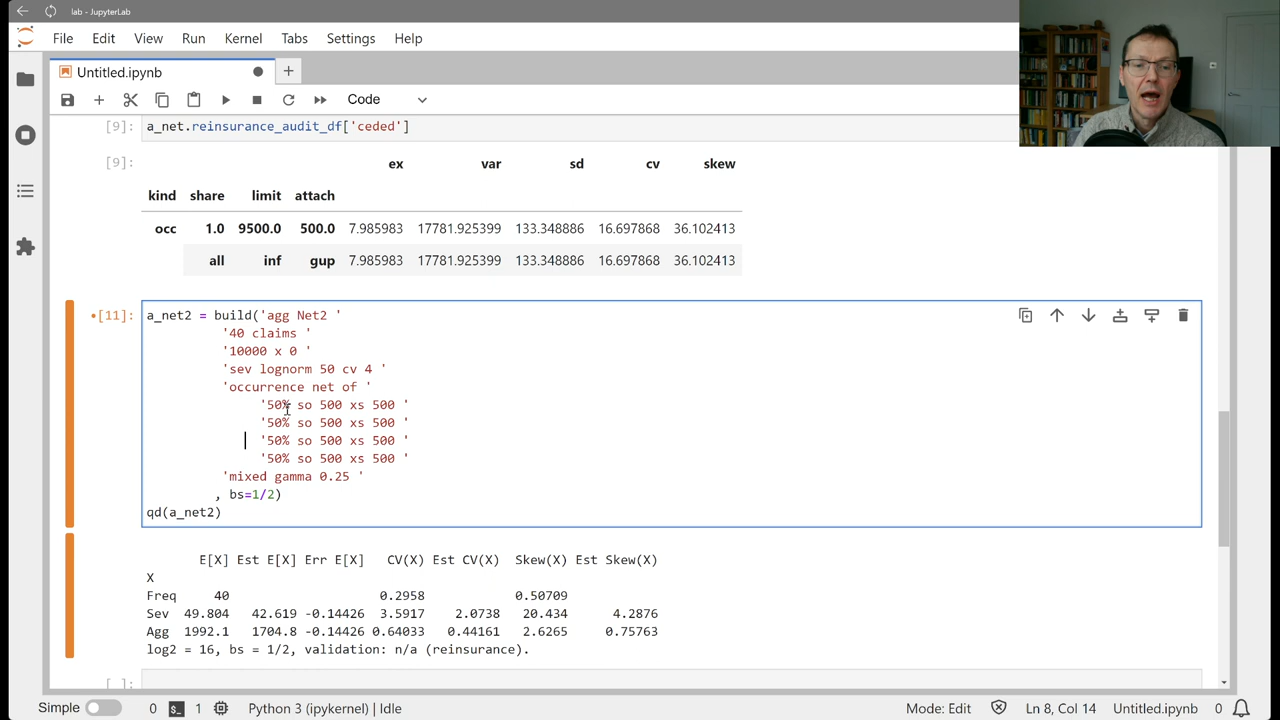 lab - JupyterLab
File Edit View Run Kernel Tabs Settings Help
Untitled.ipynb
Code
[9]: a_net.reinsurance_audit_df['ceded']
[9]: ex var sd cv skew
kind share limit attach
occ 1.0 9500.0 500.0 7.985983 17781.925399 133.348886 16.697868 36.102413
all inf gup 7.985983 17781.925399 133.348886 16.697868 36.102413
[11]: a_net2 = build('agg Net2 '
'40 claims '
'10000 x 0 '
'sev lognorm 50 cv 4 '
'occurrence net of '
'50% so 500 xs 500 '
'50% so 500 xs 500 '
'50% so 500 xs 500 '
'50% so 500 xs 500 '
'mixed gamma 0.25 '
, bs=1/2)
qd(a_net2)
E[X] Est E[X] Err E[X] CV(X) Est CV(X) Skew(X) Est Skew(X)
X
Freq 40 0.2958 0.50709
Sev 49.804 42.619 -0.14426 3.5917 2.0738 20.434 4.2876
Agg 1992.1 1704.8 -0.14426 0.64033 0.44161 2.6265 0.75763
log2 = 16, bs = 1/2, validation: n/a (reinsurance).
[ ]:
Simple 0 1 Python 3 (ipykernel) | Idle Mode: Edit Ln 8, Col 14 Untitled.ipynb 0